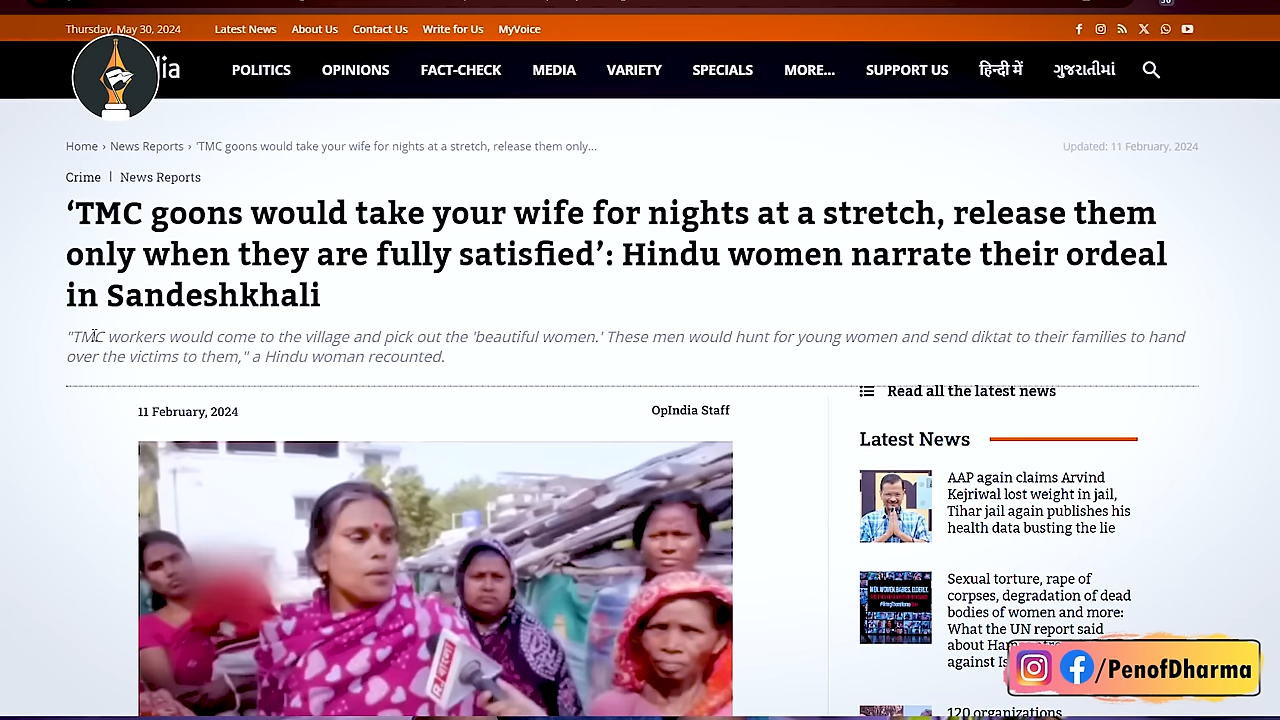 Thursday, May 30, 2024
Latest News About Us Contact Us Write for Us MyVoice
POLITICS OPINIONS FACT-CHECK MEDIA VARIETY SPECIALS MORE... SUPPORT US हिन्दी में ગુજરાતીમાં
Home › News Reports › 'TMC goons would take your wife for nights at a stretch, release them only...
Updated: 11 February, 2024
Crime | News Reports
‘TMC goons would take your wife for nights at a stretch, release them
only when they are fully satisfied’: Hindu women narrate their ordeal
in Sandeshkhali
"TMC workers would come to the village and pick out the 'beautiful women.' These men would hunt for young women and send diktat to their families to hand
over the victims to them," a Hindu woman recounted.
11 February, 2024
OpIndia Staff
Read all the latest news
Latest News
AAP again claims Arvind
Kejriwal lost weight in jail,
Tihar jail again publishes his
health data busting the lie
Sexual torture, rape of
corpses, degradation of dead
bodies of women and more:
What the UN report said
about
against
/PenofDharma
120 organizations